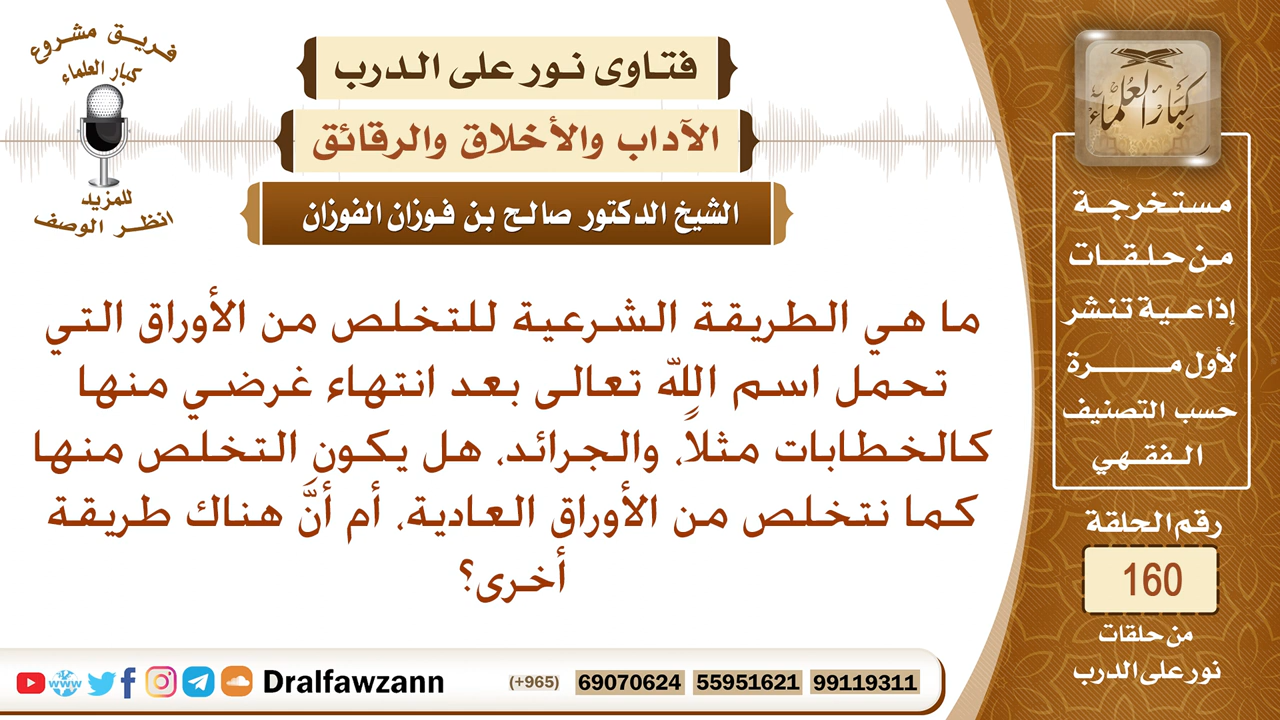 فريق مشروع
كبار العلماء
للمزيد
انظر الوصف
فتاوى نور على الدرب
الآداب والأخلاق والرقائق
الشيخ الدكتور صالح بن فوزان الفوزان
ما هي الطريقة الشرعية للتخلص من الأوراق التي
تحمل اسم الله تعالى بعد انتهاء غرضي منها
كالخطابات مثلاً، والجرائد، هل يكون التخلص منها
كما نتخلص من الأوراق العادية، أم أنَّ هناك طريقة
أخرى؟
كبار العلماء
مستخرجة
من حلقات
إذاعية تنشر
لأول مرة
حسب التصنيف
الفقهي
رقم الحلقة
160
من حلقات
نور على الدرب
www
Dralfawzann (+965) 69070624 55951621 99119311